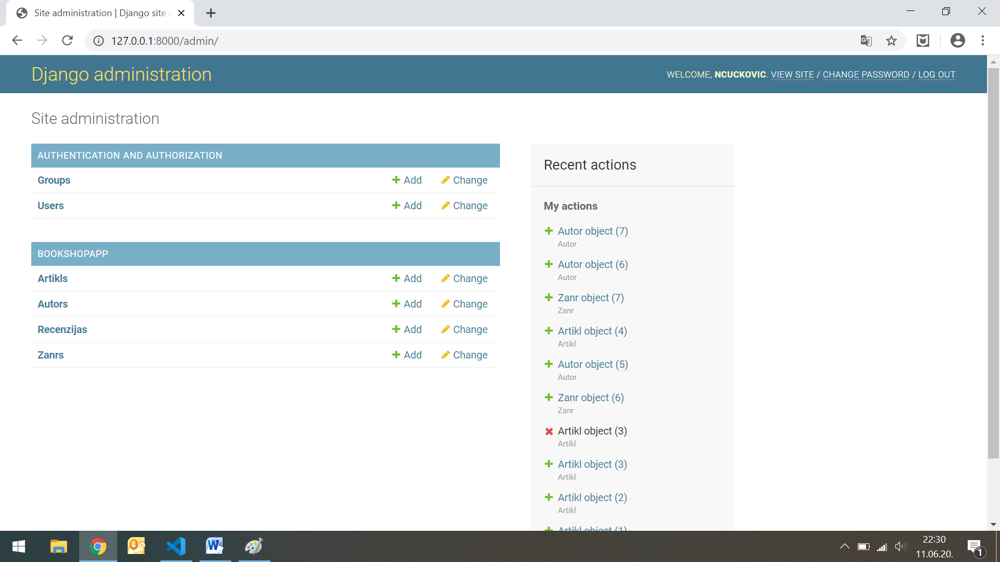 Site administration | Django site
127.0.0.1:8000/admin/
Django administration
WELCOME, NCUCKOVIC. VIEW SITE / CHANGE PASSWORD / LOG OUT
Site administration
AUTHENTICATION AND AUTHORIZATION
Groups Add Change
Users Add Change
BOOKSHOPAPP
Artikls Add Change
Autors Add Change
Recenzijas Add Change
Zanrs Add Change
Recent actions
My actions
Autor object (7)
Autor
Autor object (6)
Autor
Zanr object (7)
Zanr
Artikl object (4)
Artikl
Autor object (5)
Autor
Zanr object (6)
Zanr
Artikl object (3)
Artikl
Artikl object (3)
Artikl
Artikl object (2)
Artikl
Artikl object (1)
22:30
11.06.20.
1